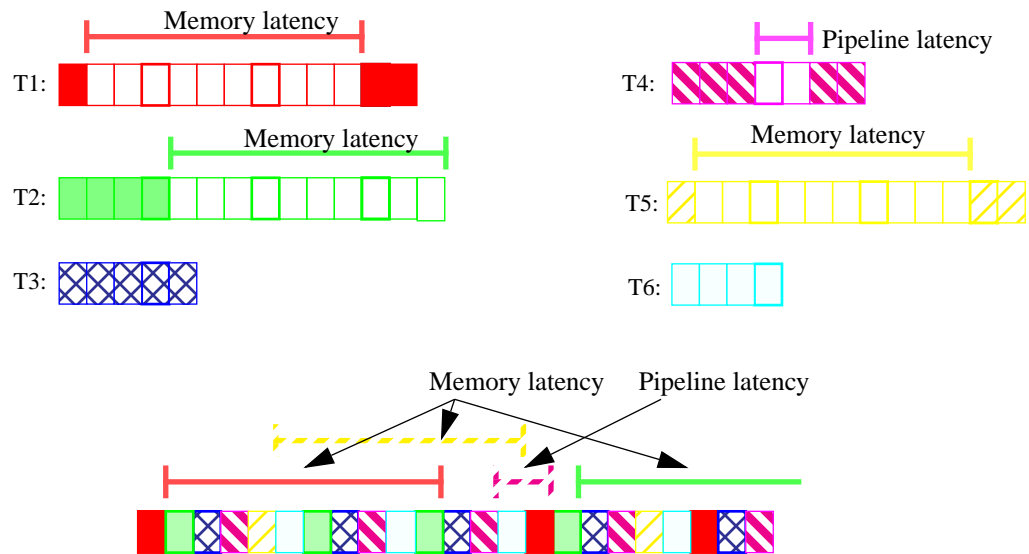 Memory latency
Pipeline latency
T1:
T4:
Memory latency
Memory latency
T2:
T5:
T3:
T6:
Memory latency
Pipeline latency